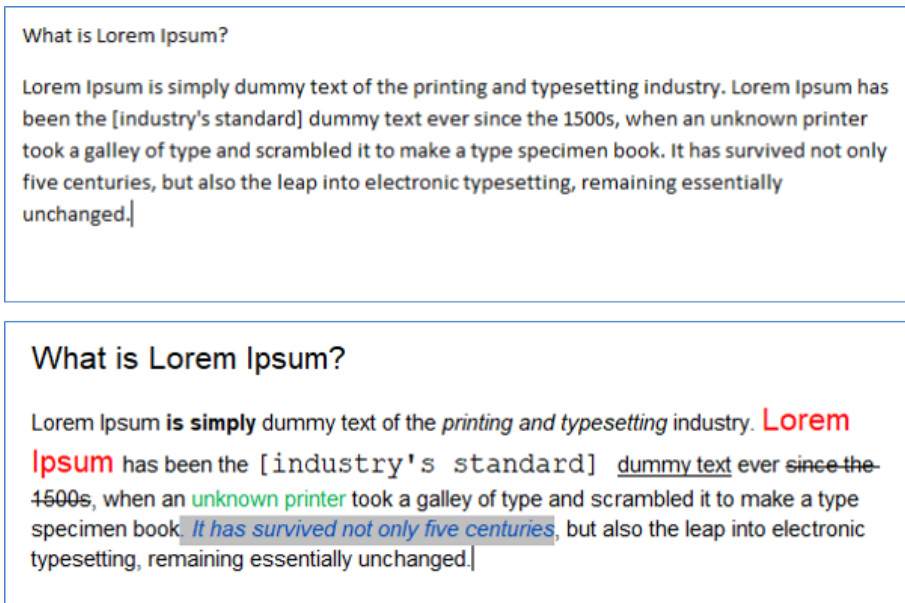 What is Lorem Ipsum?
Lorem Ipsum is simply dummy text of the printing and typesetting industry. Lorem Ipsum has
been the [industry's standard] dummy text ever since the 1500s, when an unknown printer
took a galley of type and scrambled it to make a type specimen book. It has survived not only
five centuries, but also the leap into electronic typesetting, remaining essentially
unchanged.
What is Lorem Ipsum?
Lorem Ipsum is simply dummy text of the printing and typesetting industry. Lorem
Ipsum has been the [industry's standard] dummy text ever since the
1500s, when an unknown printer took a galley of type and scrambled it to make a type
specimen book. It has survived not only five centuries, but also the leap into electronic
typesetting, remaining essentially unchanged.